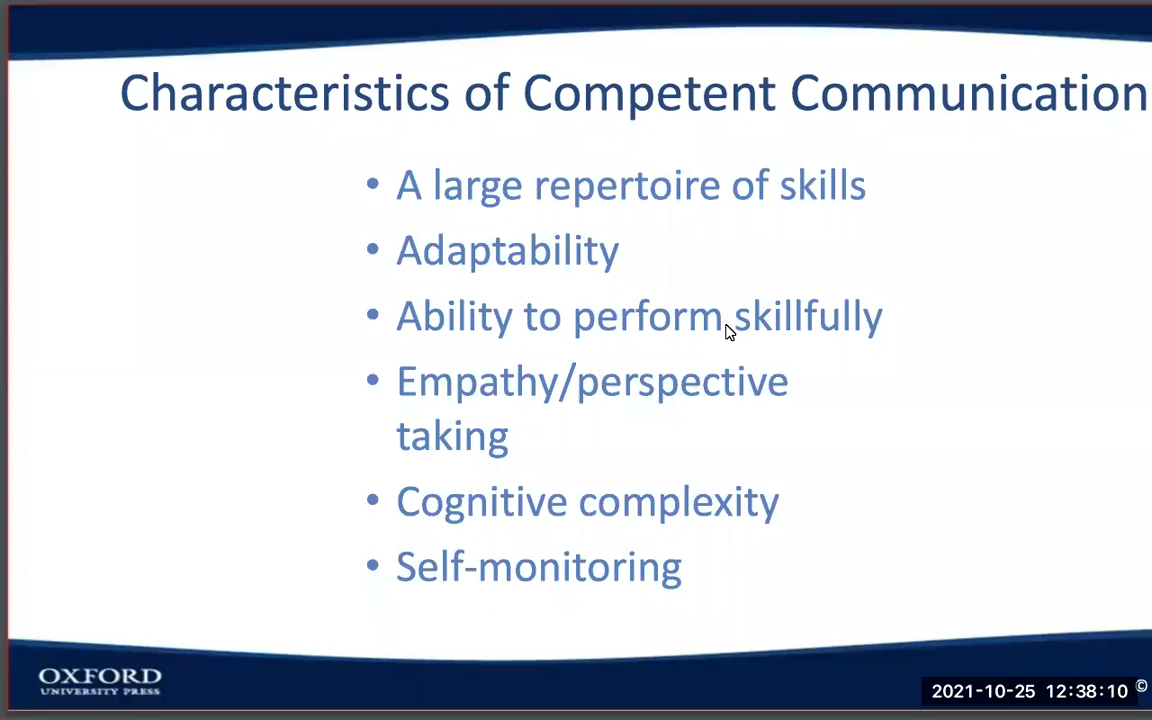 Characteristics of Competent Communication
• A large repertoire of skills
• Adaptability
• Ability to perform skillfully
• Empathy/perspective
taking
• Cognitive complexity
• Self-monitoring
OXFORD
UNIVERSITY PRESS
2021-10-25 12:38:10 ©